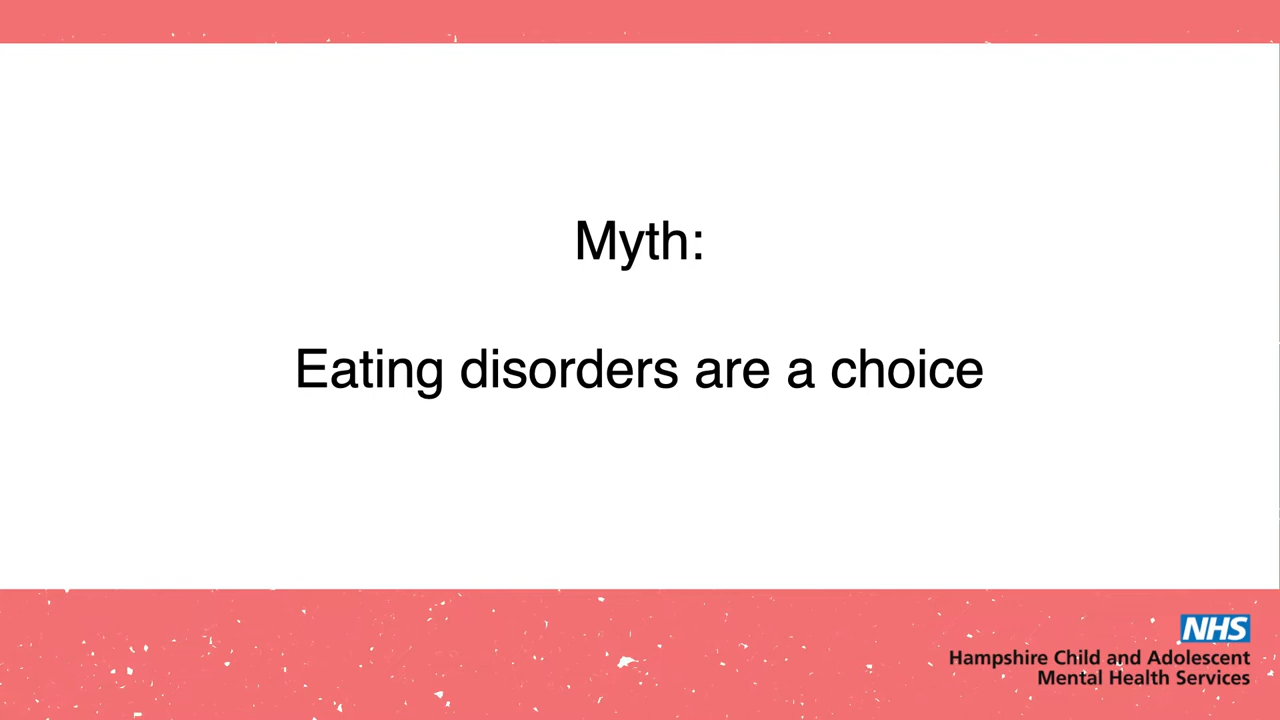 Myth:
Eating disorders are a choice
NHS
Hampshire Child and Adolescent
Mental Health Services